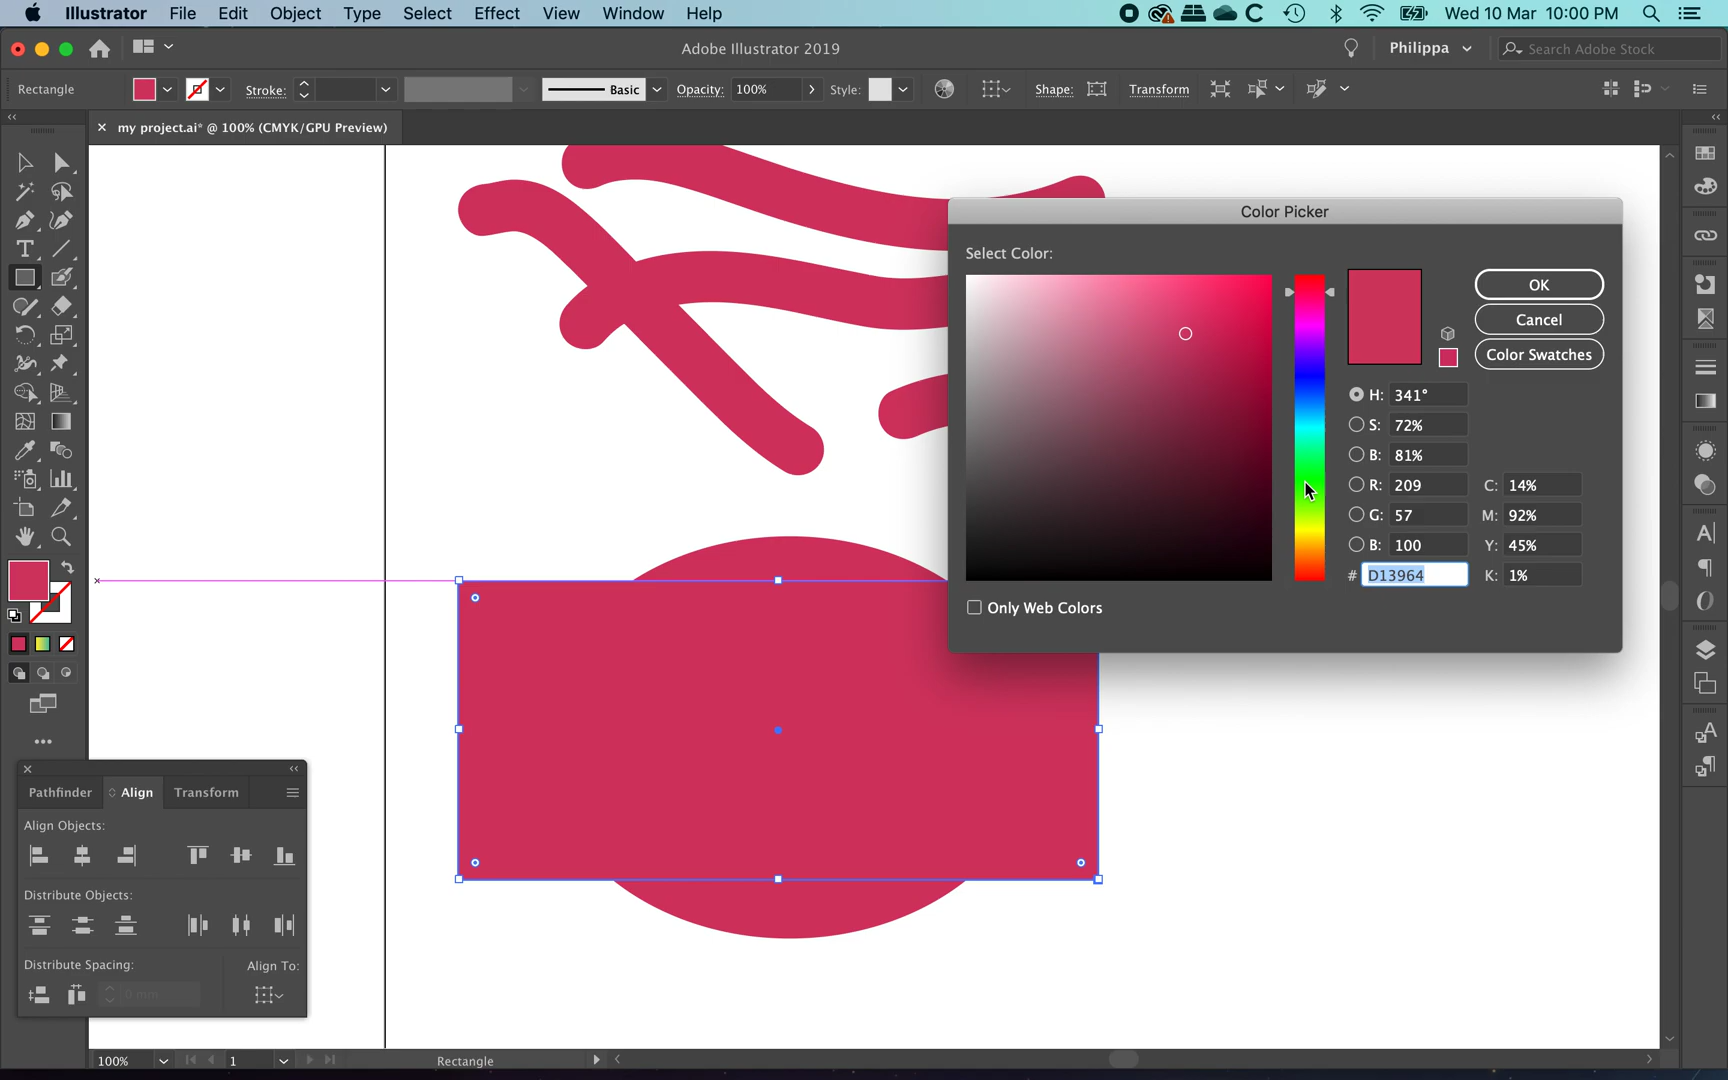 Illustrator File Edit Object Type Select Effect View Window Help Wed 10 Mar 10:00 PM
Adobe Illustrator 2019 Philippa Search Adobe Stock
Rectangle Stroke: Basic Opacity: 100% Style: Shape: Transform
my project.ai* @ 100% (CMYK/GPU Preview)
Color Picker
Select Color:
OK
Cancel
Color Swatches
H: 341°
S: 72%
B: 81%
R: 209 C: 14%
G: 57 M: 92%
B: 100 Y: 45%
# D13964 K: 1%
Only Web Colors
Pathfinder Align Transform
Align Objects:
Distribute Objects:
Distribute Spacing: Align To:
0 mm
100% 1 Rectangle